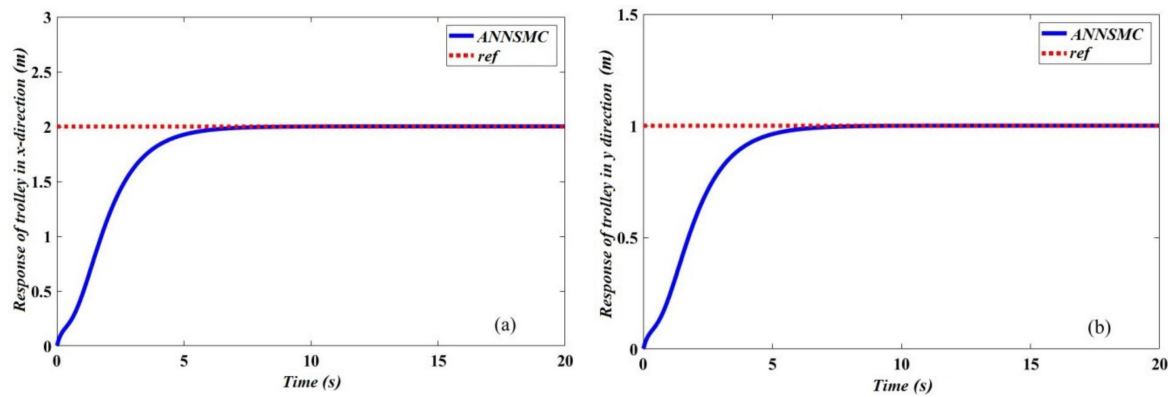 3
2.5
2
1.5
1
0.5
0
0
5
10
15
20
Response of trolley in x-direction (m)
Time (s)
ANNSMC
ref
(a)
1.5
1
0.5
0
0
5
10
15
20
Response of trolley in y direction (m)
Time (s)
ANNSMC
ref
(b)